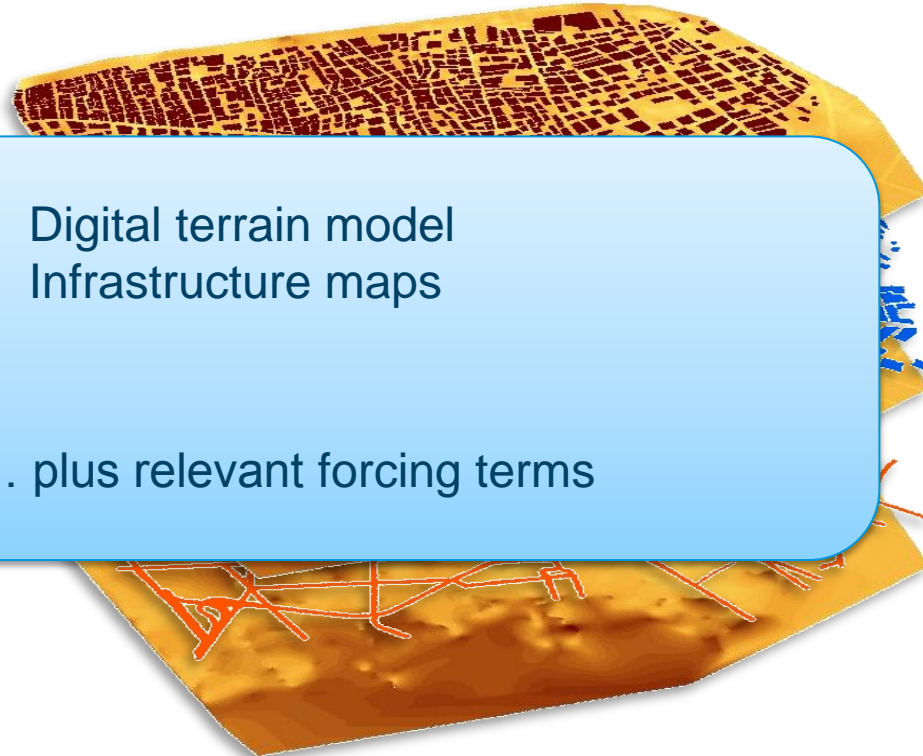 Digital terrain model
Infrastructure maps
. plus relevant forcing terms